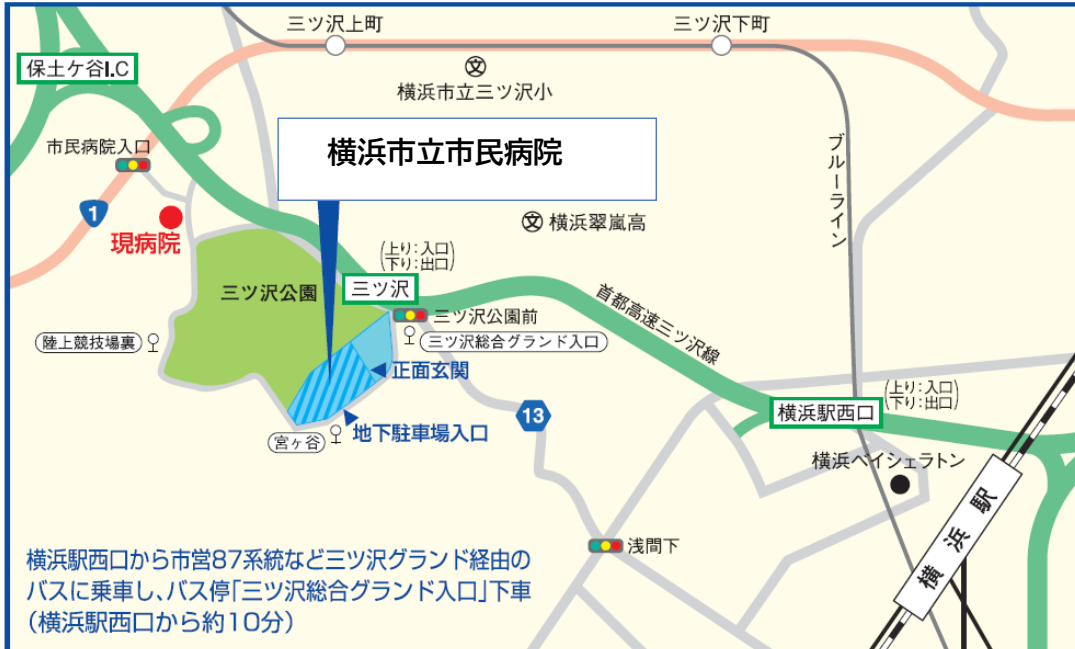 三ツ沢上町
三ツ沢下町
保土ケ谷I.C
文
横浜市立三ツ沢小
市民病院入口
横浜市立市民病院
ブルーライン
1
現病院
文 横浜翠嵐高
(上り:入口
下り:出口)
三ツ沢公園
三ツ沢
首都高速三ツ沢線
三ツ沢公園前
陸上競技場裏
三ツ沢総合グランド入口
正面玄関
(上り:入口
下り:出口)
横浜駅西口
13
宮ヶ谷
地下駐車場入口
横浜ベイシェラトン
横浜駅
浅間下
横浜駅西口から市営87系統など三ツ沢グランド経由の
バスに乗車し、バス停「三ツ沢総合グランド入口」下車
(横浜駅西口から約10分)